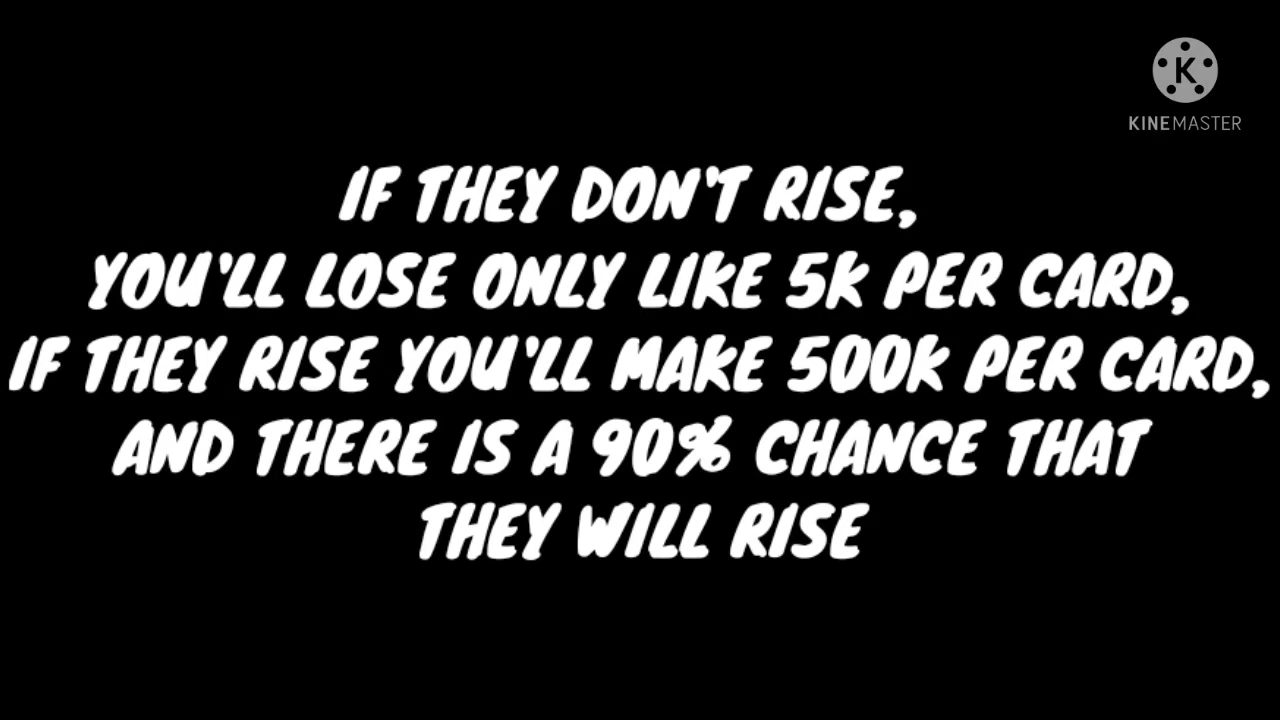 K
KINEMASTER
IF THEY DON'T RISE,
YOU'LL LOSE ONLY LIKE 5K PER CARD,
IF THEY RISE YOU'LL MAKE 500K PER CARD,
AND THERE IS A 90% CHANCE THAT
THEY WILL RISE